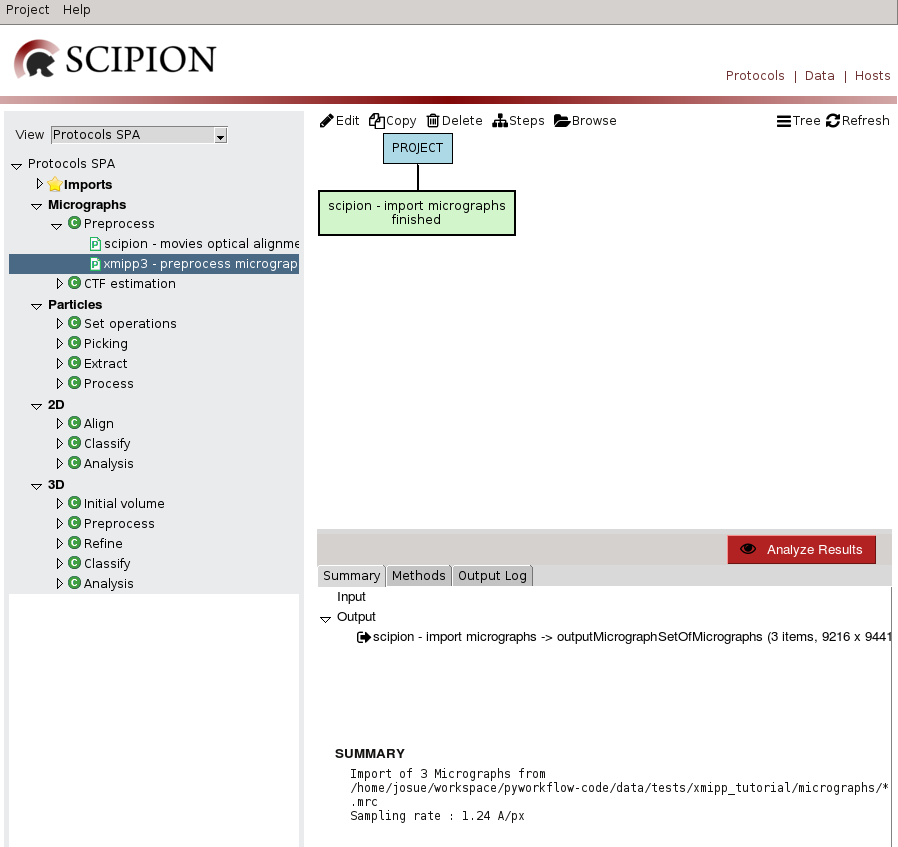 Project Help
SCIPION
Protocols | Data | Hosts
View Protocols SPA
Edit Copy Delete Steps Browse Tree Refresh
Protocols SPA
Imports
Micrographs
Preprocess
scipion - movies optical alignme
xmipp3 - preprocess micrograp
CTF estimation
Particles
Set operations
Picking
Extract
Process
2D
Align
Classify
Analysis
3D
Initial volume
Preprocess
Refine
Classify
Analysis
PROJECT
scipion - import micrographs
finished
Analyze Results
Summary Methods Output Log
Input
Output
scipion - import micrographs -> outputMicrographSetOfMicrographs (3 items, 9216 x 9441
SUMMARY
Import of 3 Micrographs from
/home/josue/workspace/pyworkflow-code/data/tests/xmipp_tutorial/micrographs/*
.mrc
Sampling rate : 1.24 A/px